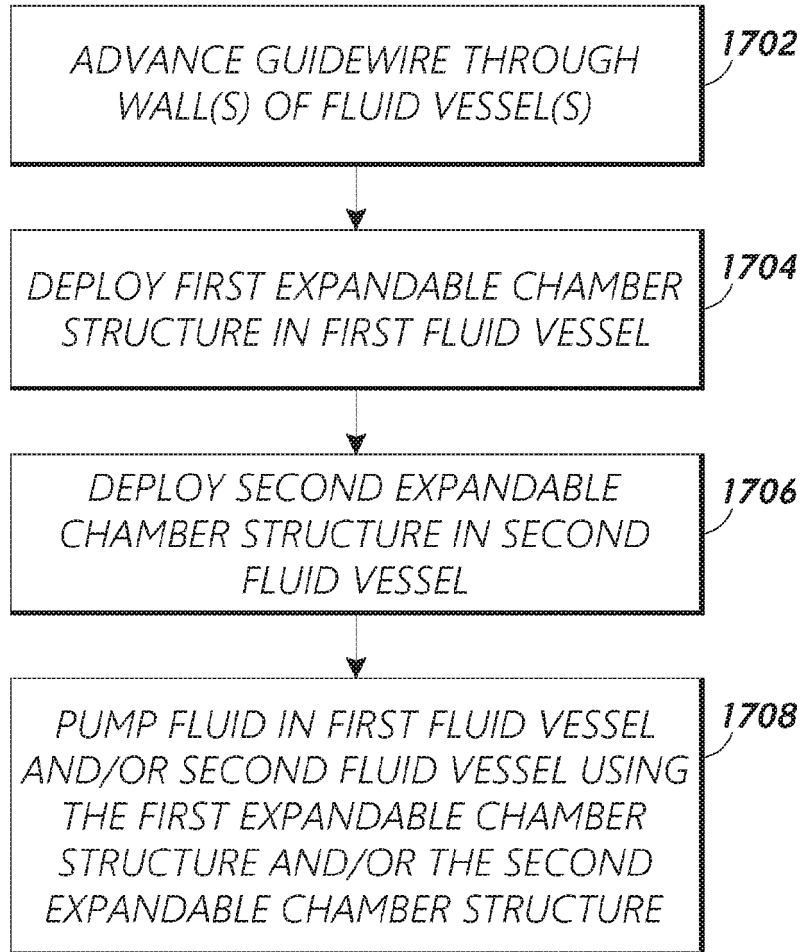 ADVANCE GUIDEWIRE THROUGH
WALL(S) OF FLUID VESSEL(S)
1702
DEPLOY FIRST EXPANDABLE CHAMBER
STRUCTURE IN FIRST FLUID VESSEL
1704
DEPLOY SECOND EXPANDABLE
CHAMBER STRUCTURE IN SECOND
FLUID VESSEL
1706
PUMP FLUID IN FIRST FLUID VESSEL
AND/OR SECOND FLUID VESSEL USING
THE FIRST EXPANDABLE CHAMBER
STRUCTURE AND/OR THE SECOND
EXPANDABLE CHAMBER STRUCTURE
1708